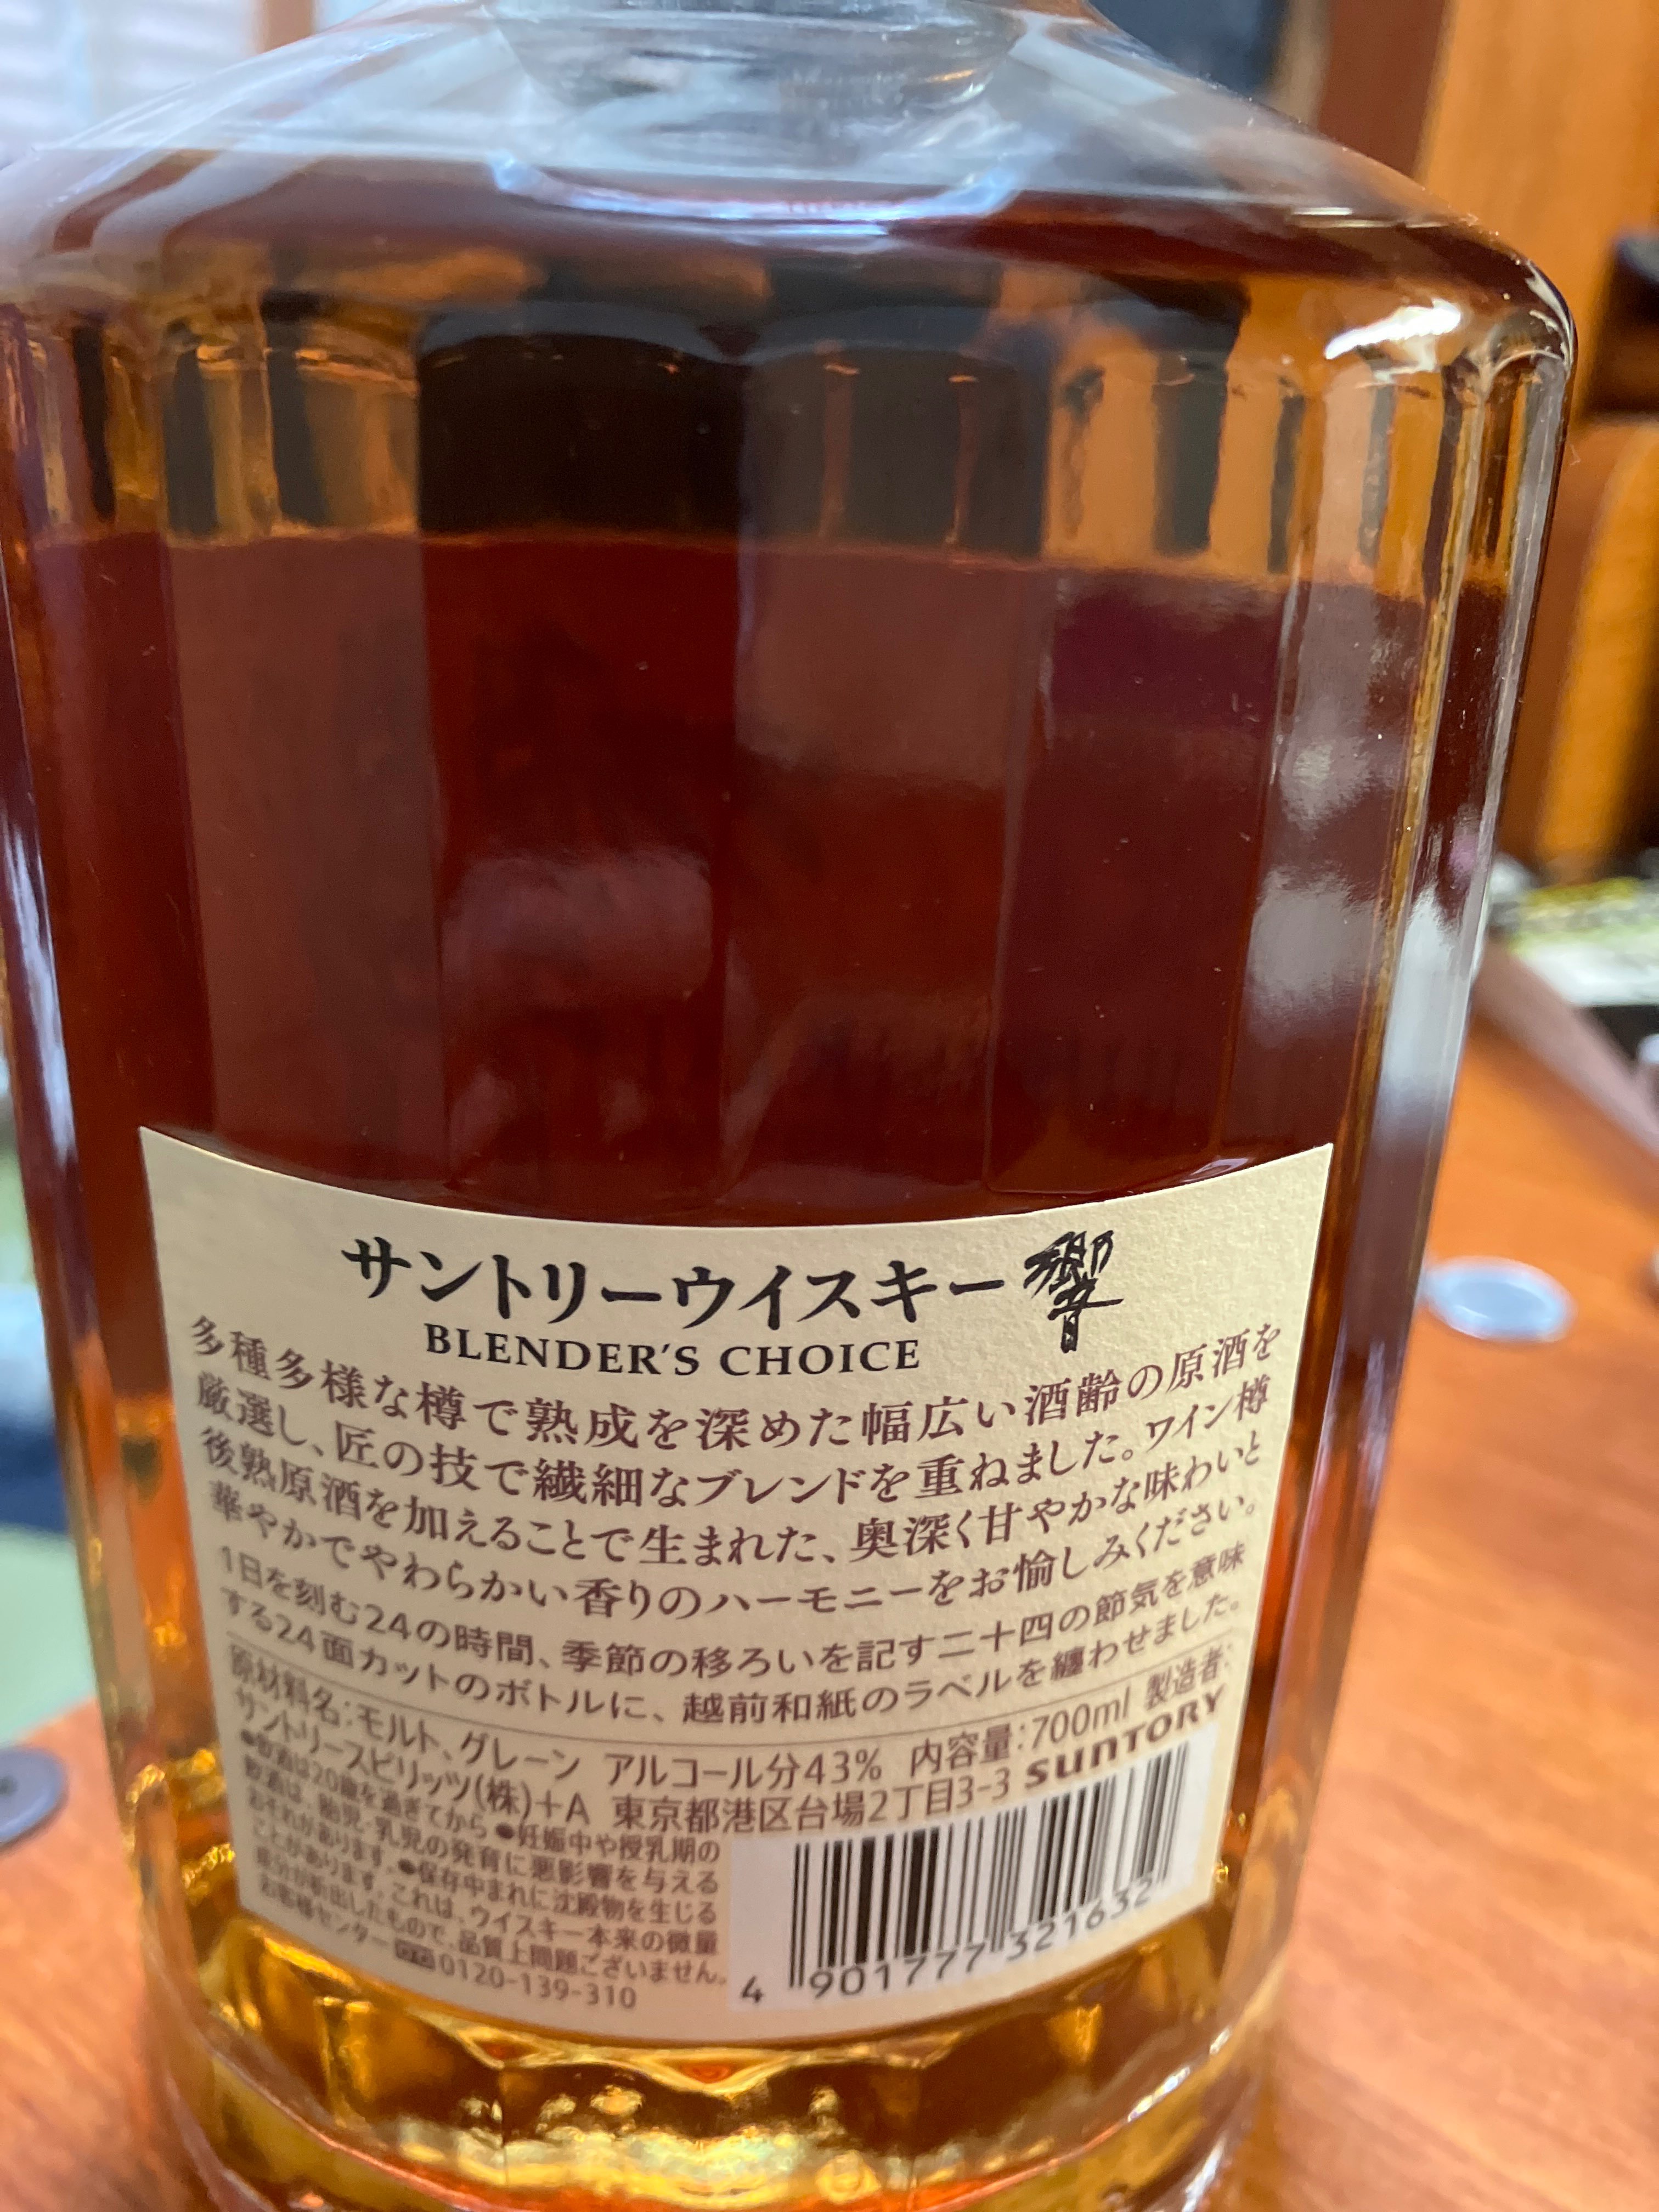 サントリーウイスキー 響
BLENDER'S CHOICE
多種多様な樽で熟成を深めた幅広い酒齢の原酒を
厳選し、匠の技で繊細なブレンドを重ねました。ワイン樽
後熟原酒を加えることで生まれた、奥深く甘やかな味わいと
華やかでやわらかい香りのハーモニーをお愉しみください。
1日を刻む24の時間、季節の移ろいを記す二十四の節気を意味
する24面カットのボトルに、越前和紙のラベルを纏わせました。
原材料名:モルト、グレーン アルコール分43% 内容量:700ml 製造者:
サントリースピリッツ(株)+A 東京都港区台場2丁目3-3 SUNTORY
●飲酒は20歳を過ぎてから ●妊娠中や授乳期の
飲酒は、胎児・乳児の発育に悪影響を与える
おそれがあります。●保存中まれに沈殿物を生じる
ことがあります。これは、ウイスキー本来の微量
成分が析出したもので、品質上問題ございません。
お客様センター 0120-139-310
4 901777 321632